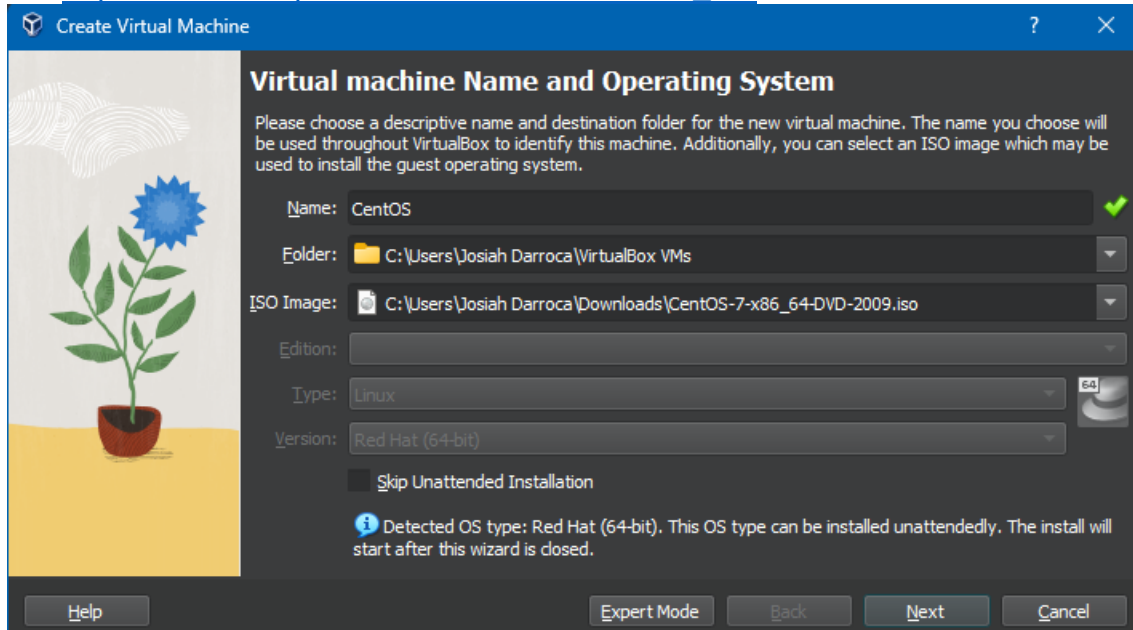 Create Virtual Machine
?
Virtual machine Name and Operating System
Please choose a descriptive name and destination folder for the new virtual machine. The name you choose will
be used throughout VirtualBox to identify this machine. Additionally, you can select an ISO image which may be
used to install the guest operating system.
Name: CentOS
Folder: C:\Users\Josiah Darroca\VirtualBox VMs
ISO Image: C:\Users\Josiah Darroca\Downloads\CentOS-7-x86_64-DVD-2009.iso
Edition:
Type: Linux
64
Version: Red Hat (64-bit)
Skip Unattended Installation
Detected OS type: Red Hat (64-bit). This OS type can be installed unattendedly. The install will
start after this wizard is closed.
Help Expert Mode Back Next Cancel